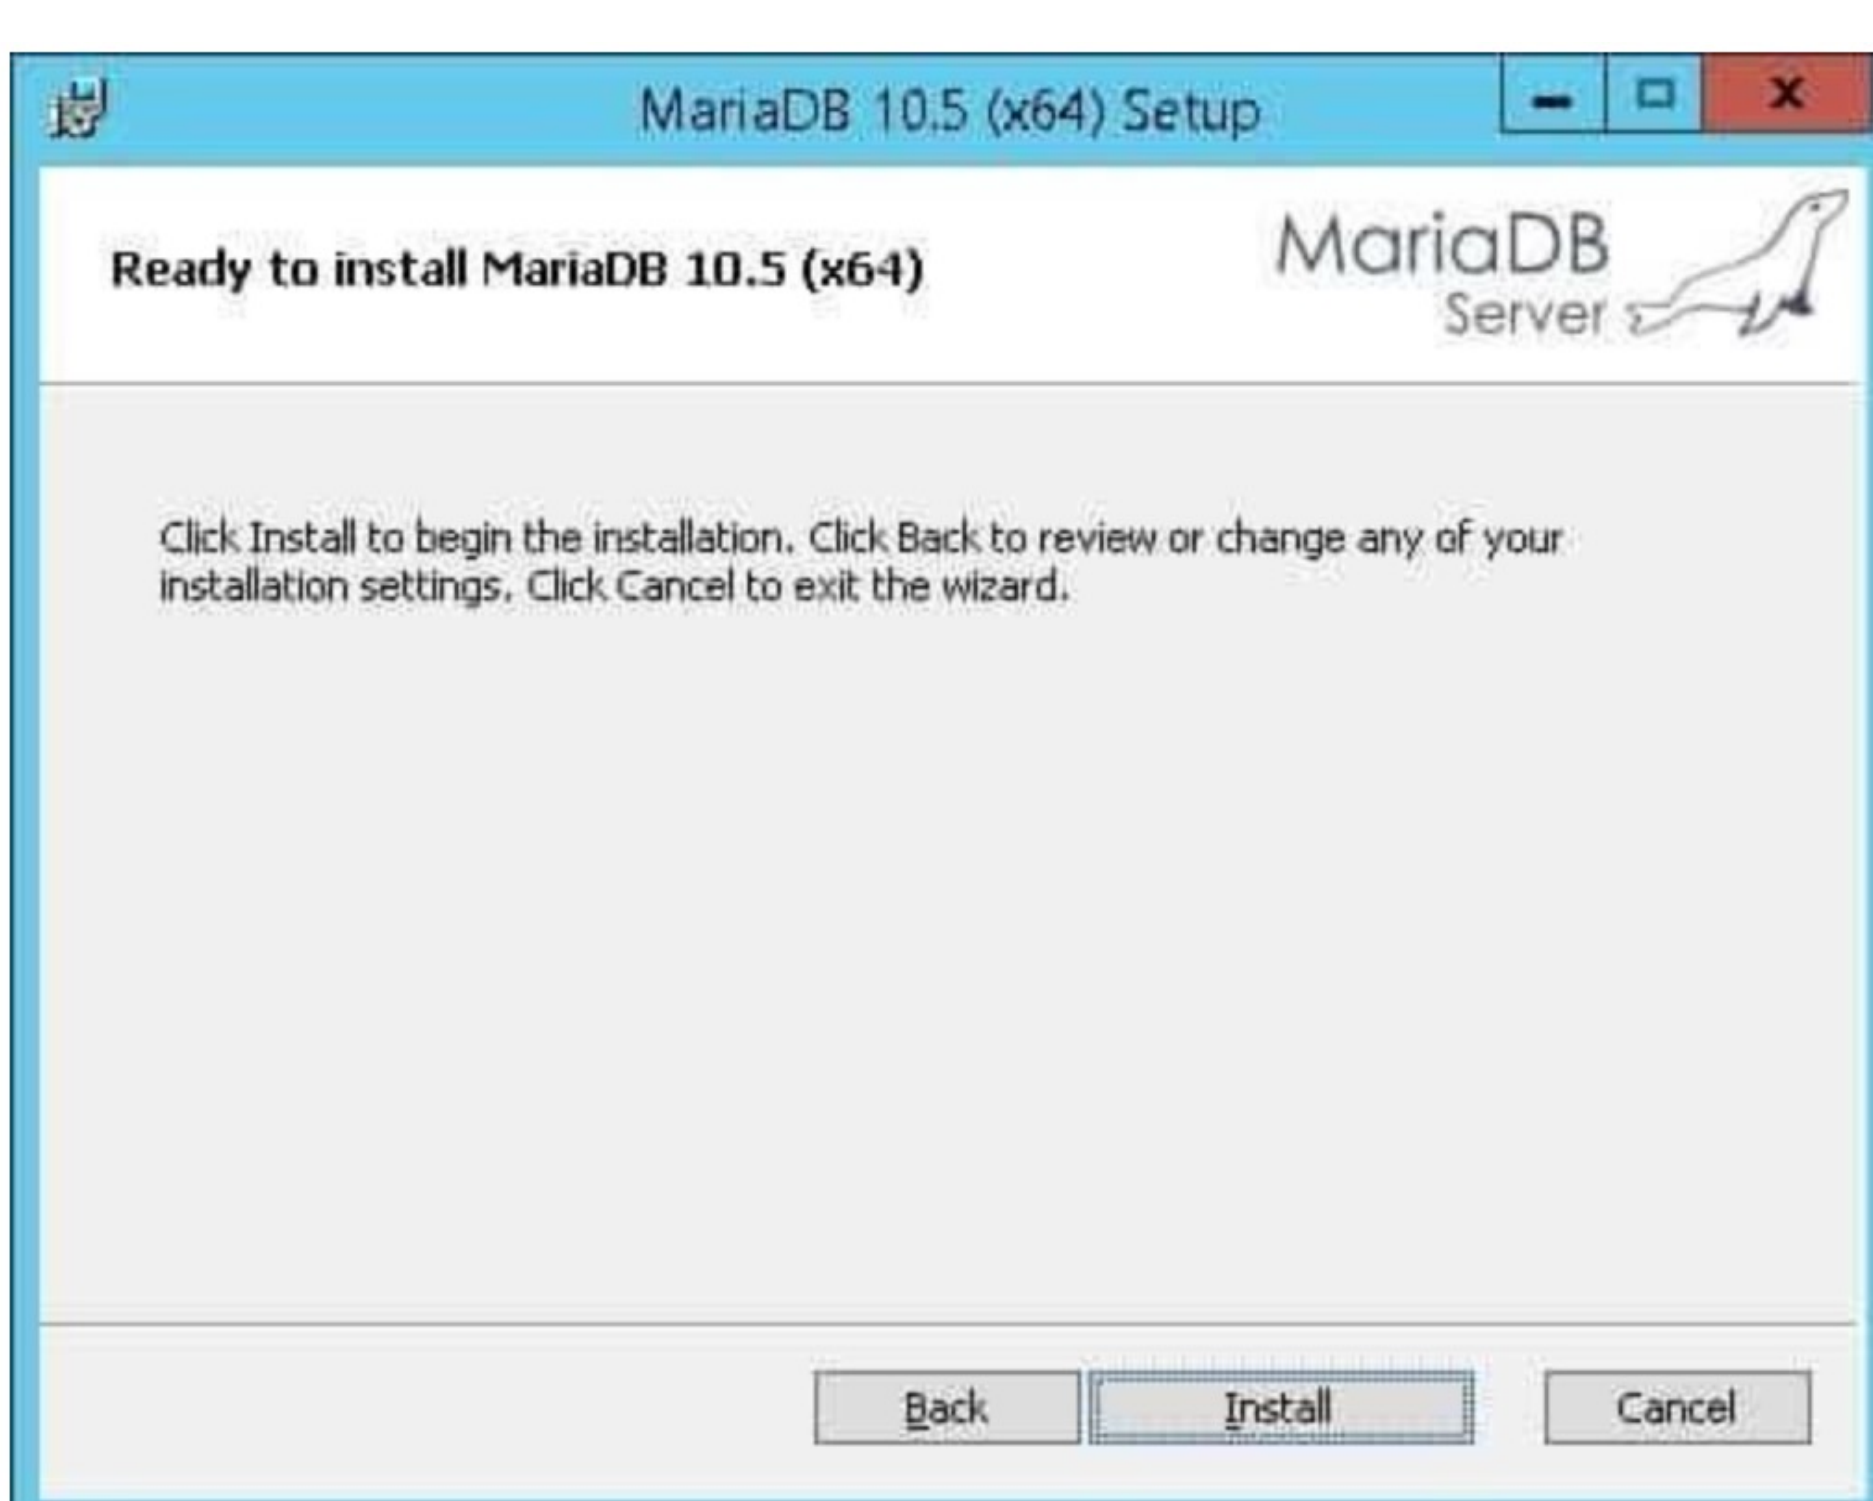 MariaDB 10.5 (x64) Setup
Ready to install MariaDB 10.5 (x64)
MariaDB
Server
Click Install to begin the installation. Click Back to review or change any of your
installation settings. Click Cancel to exit the wizard.
Back
Install
Cancel